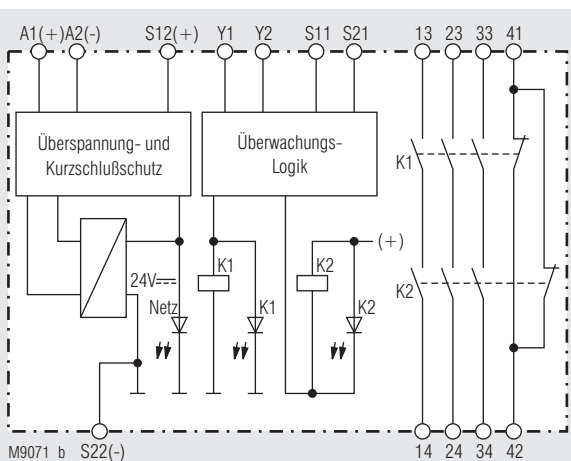 A1(+)A2(-) S12(+) Y1 Y2 S11 S21 13 23 33 41
Überspannung- und
Kurzschlußschutz
Überwachungs-
Logik
K1
(+)
24V
K1
K2
K2
Netz
K1
K2
M9071 b S22(-) 14 24 34 42